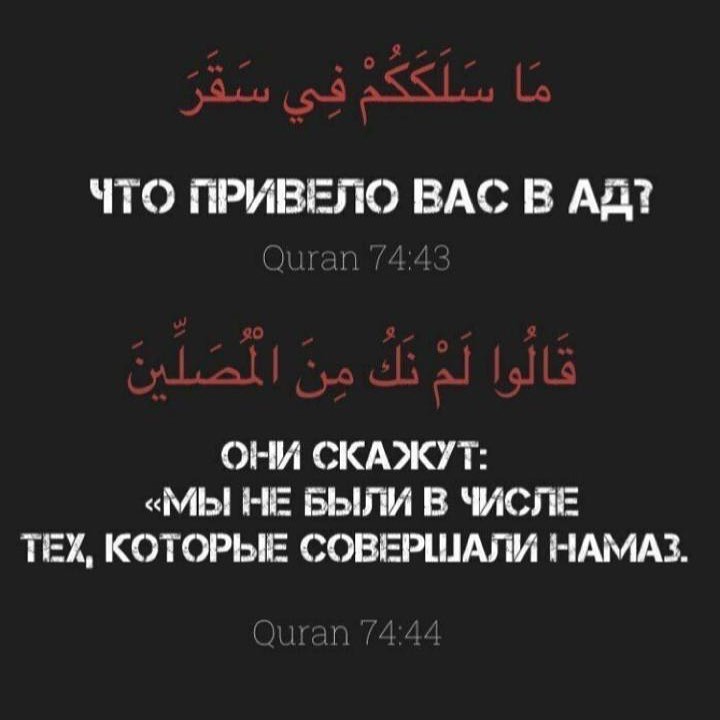 مَا سَلَكَكُمْ فِي سَقَرَ
ЧТО ПРИВЕЛО ВАС В АД?
Quran 74:43
قَالُوا لَمْ نَكُ مِنَ الْمُصَلِّينَ
ОНИ СКАЖУТ:
«МЫ НЕ БЫЛИ В ЧИСЛЕ
ТЕХ, КОТОРЫЕ СОВЕРШАЛИ НАМАЗ.
Quran 74:44